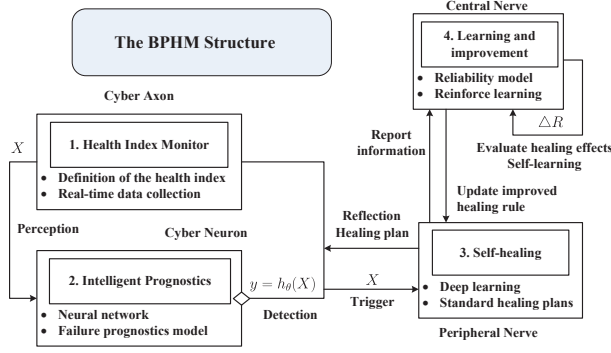 The BPHM Structure
Central Nerve
4. Learning and
improvement
• Reliability model
• Reinforce learning
△R
Evaluate healing effects
Self-learning
Cyber Axon
X
1. Health Index Monitor
• Definition of the health index
• Real-time data collection
Report
information
Update improved
healing rule
Perception
Cyber Neuron
Reflection
Healing plan
2. Intelligent Prognostics
• Neural network
• Failure prognostics model
y = hθ(X)
Detection
X
Trigger
3. Self-healing
• Deep learning
• Standard healing plans
Peripheral Nerve